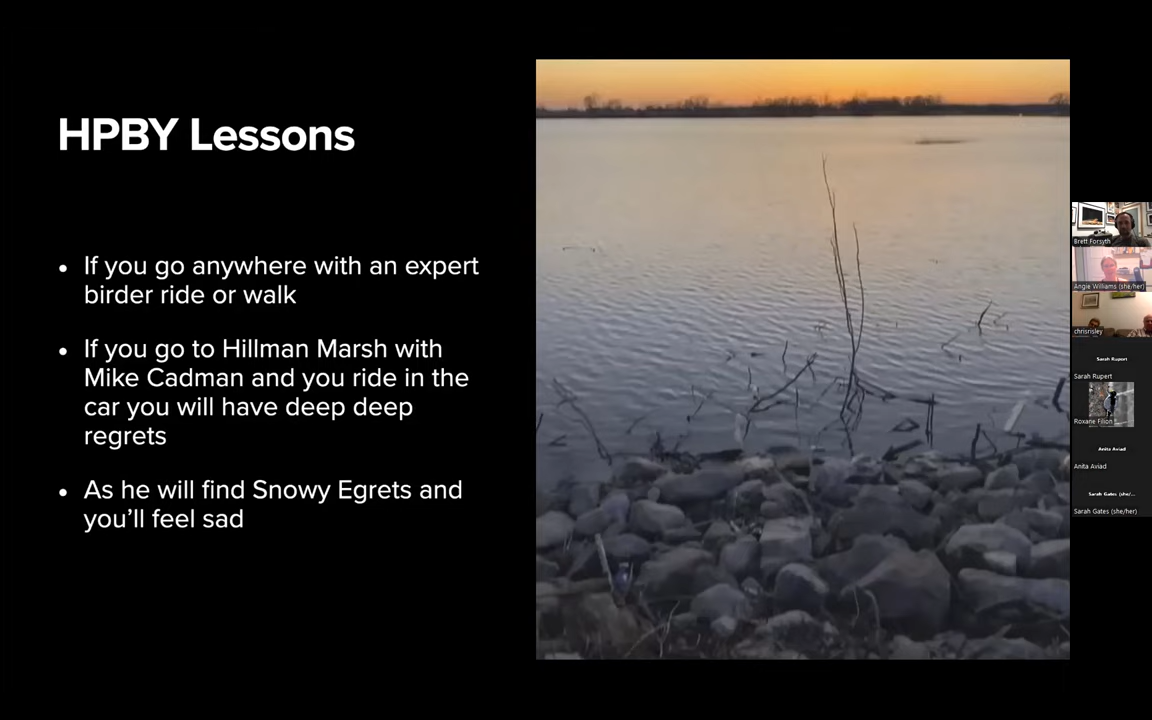 HPBY Lessons
• If you go anywhere with an expert
birder ride or walk
• If you go to Hillman Marsh with
Mike Cadman and you ride in the
car you will have deep deep
regrets
• As he will find Snowy Egrets and
you'll feel sad
Brett Forsyth
Angie Williams (she/her)
chrisrisley
Sarah Rupert
Sarah Rupert
Roxane Filion
Anita Aviad
Anita Aviad
Sarah Gates (she/...
Sarah Gates (she/her)